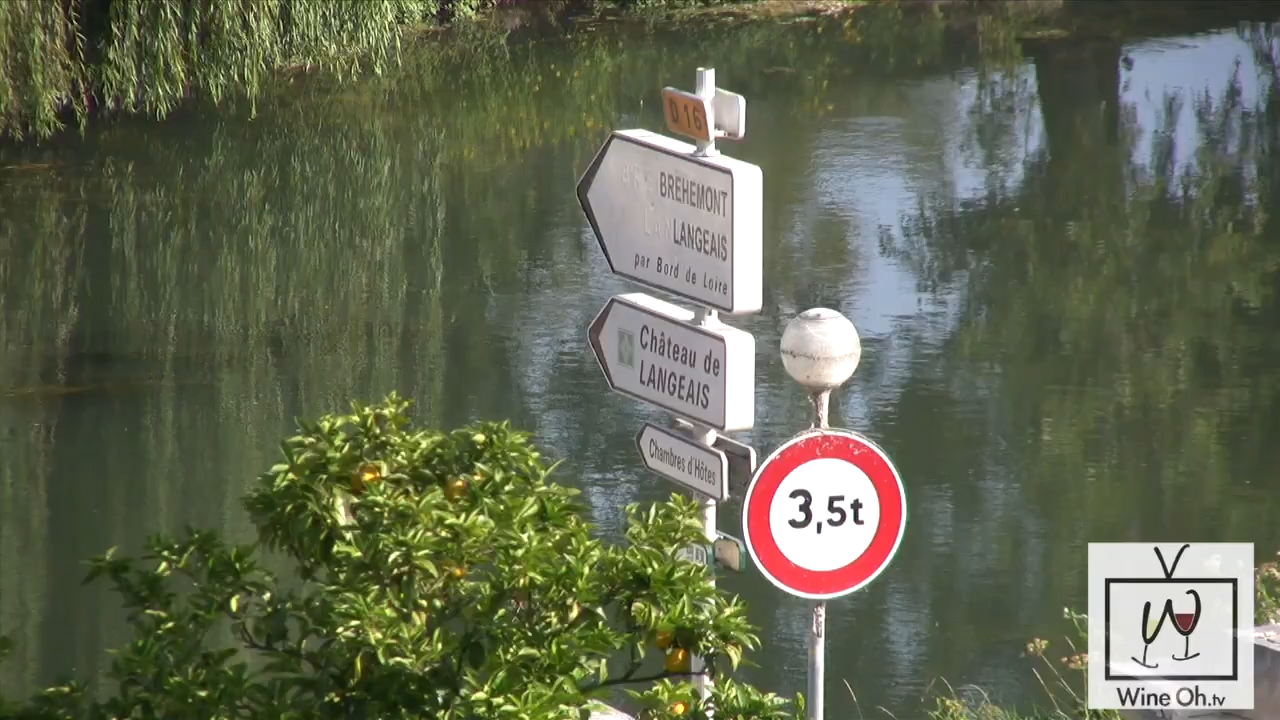 D 16
BREHEMONT
LANGEAIS
par Bord de Loire
Château de
LANGEAIS
Chambres d'Hôtes
3,5t
Wine Oh.tv